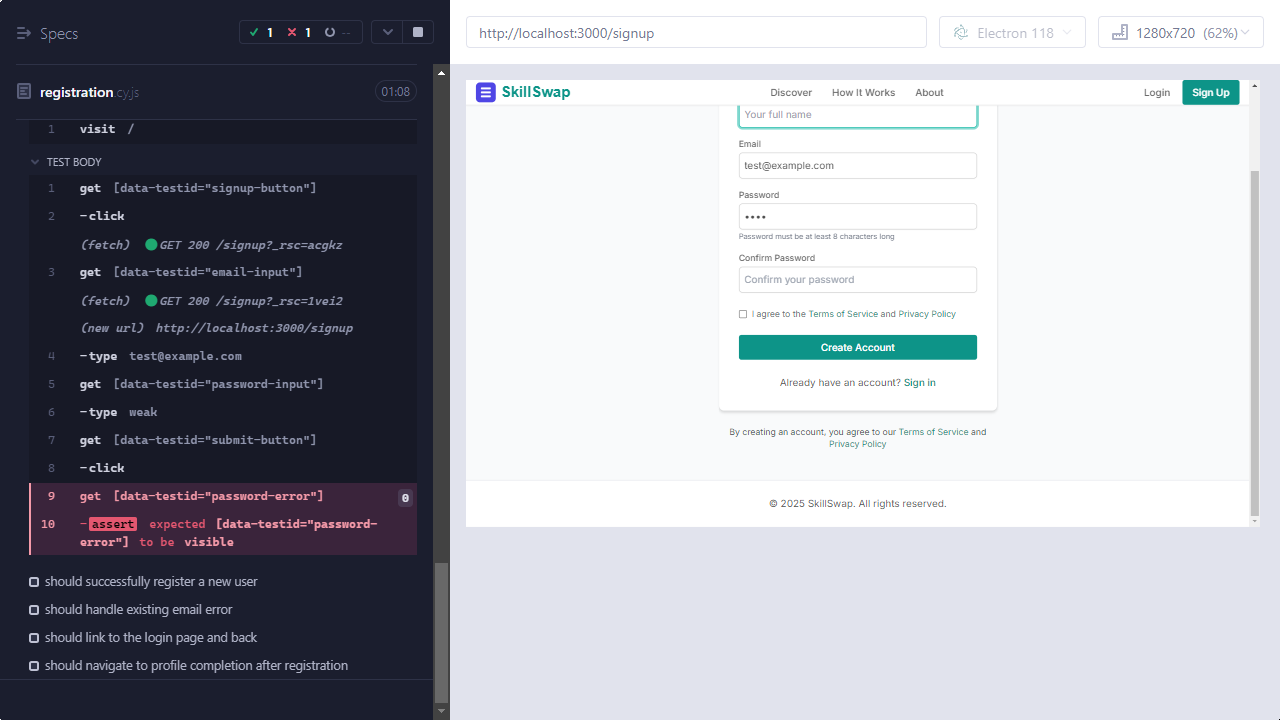 Specs
1
1
--
registration.cy.js
01:08
1 visit /
TEST BODY
1 get [data-testid="signup-button"]
2 -click
(fetch) GET 200 /signup?_rsc=acgkz
3 get [data-testid="email-input"]
(fetch) GET 200 /signup?_rsc=1vei2
(new url) http://localhost:3000/signup
4 -type test@example.com
5 get [data-testid="password-input"]
6 -type weak
7 get [data-testid="submit-button"]
8 -click
9 get [data-testid="password-error"] 0
10 -assert expected [data-testid="password-
error"] to be visible
should successfully register a new user
should handle existing email error
should link to the login page and back
should navigate to profile completion after registration
http://localhost:3000/signup
Electron 118
1280x720 (62%)
SkillSwap
Discover How It Works About
Login Sign Up
Your full name
Email
test@example.com
Password
••••
Password must be at least 8 characters long
Confirm Password
Confirm your password
I agree to the Terms of Service and Privacy Policy
Create Account
Already have an account? Sign in
By creating an account, you agree to our Terms of Service and
Privacy Policy
© 2025 SkillSwap. All rights reserved.